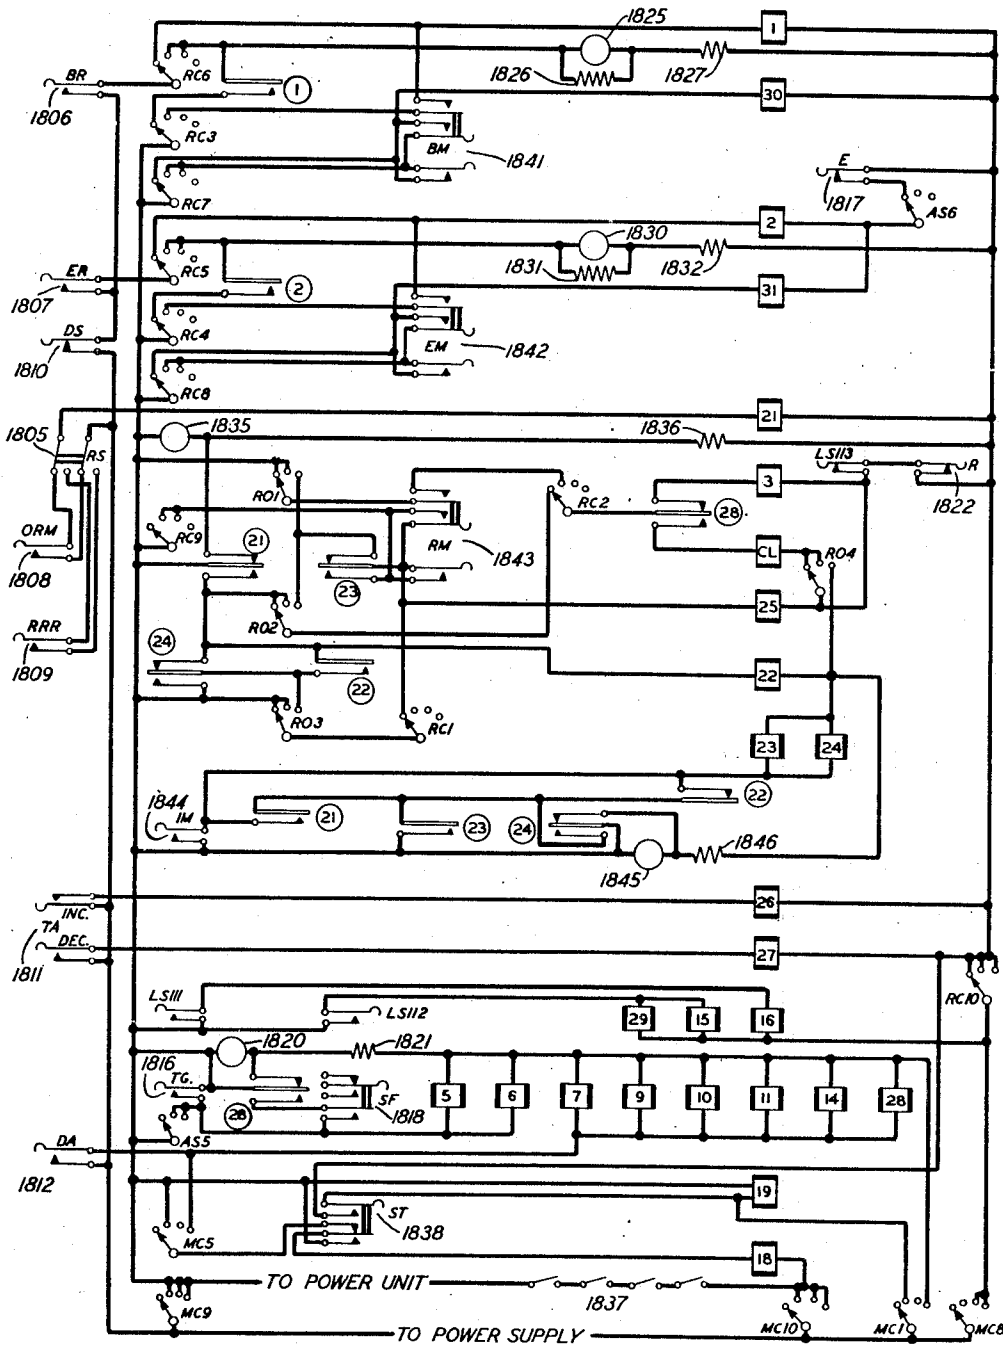 1825
1
BR
RC6
1
1826
1827
1806
30
RC3
BM
1841
E
1817
AS6
RC7
2
1830
ER
RC5
2
1831
1832
1807
31
DS
RC4
EM
1842
1810
RC8
21
1805
RS
1835
1836
LS113
R
1822
RO1
3
RC2
28
ORM
RC9
21
RM
1843
CL
RO4
1808
23
25
RRR
RO2
1809
24
22
22
RO3
RC1
23
24
22
1844
IM
21
23
24
1846
1845
INC.
26
TA
DEC.
27
1811
RC10
LS111
LS112
29
15
16
1820
1821
1816
TG.
SF
1818
5
6
7
9
10
11
14
28
28
AS5
DA
1812
19
ST
1838
MC5
18
TO POWER UNIT
1837
MC9
MC10
MC1
MC8
TO POWER SUPPLY